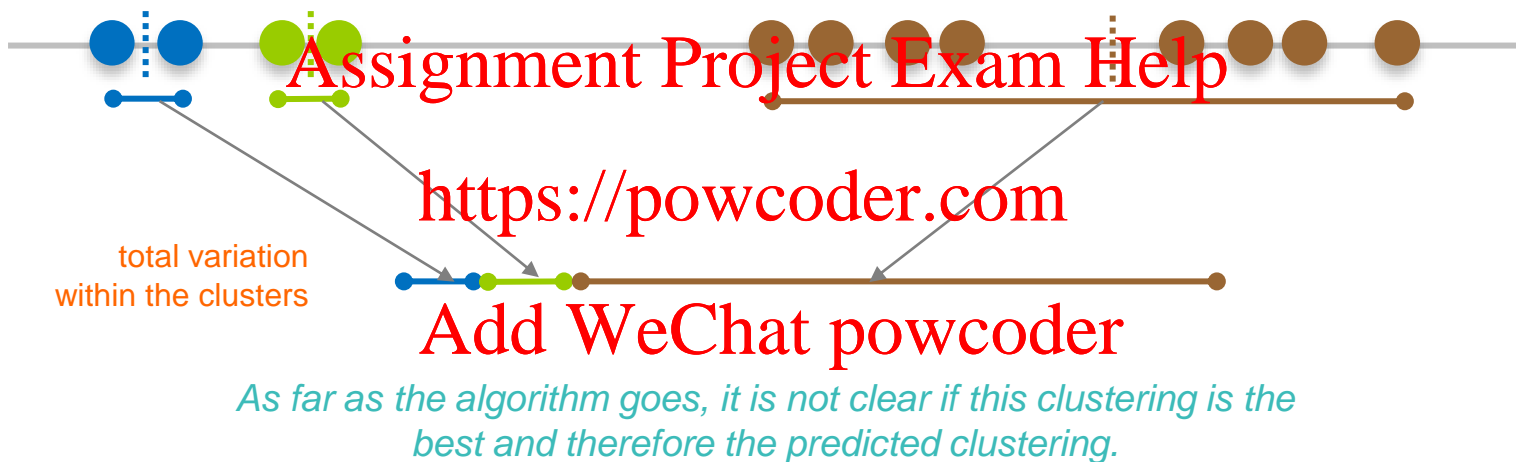 Assignment Project Exam Help
https://powcoder.com
total variation
within the clusters
Add WeChat powcoder
As far as the algorithm goes, it is not clear if this clustering is the
best and therefore the predicted clustering.